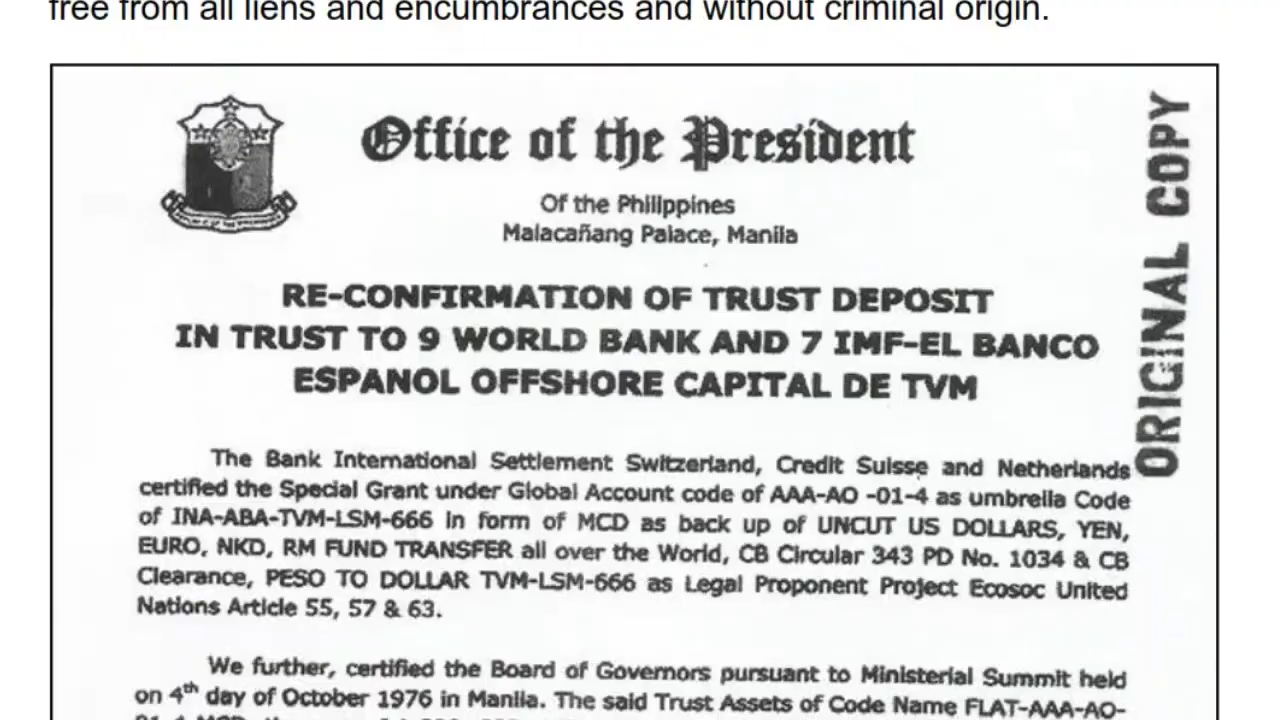 free from all liens and encumbrances and without criminal origin.
Office of the President
Of the Philippines
Malacañang Palace, Manila
ORIGINAL COPY
RE-CONFIRMATION OF TRUST DEPOSIT
IN TRUST TO 9 WORLD BANK AND 7 IMF-EL BANCO
ESPANOL OFFSHORE CAPITAL DE TVM
The Bank International Settlement Switzerland, Credit Suisse and Netherlands
certified the Special Grant under Global Account code of AAA-AO -01-4 as umbrella Code
of INA-ABA-TVM-LSM-666 in form of MCD as back up of UNCUT US DOLLARS, YEN,
EURO, NKD, RM FUND TRANSFER all over the World, CB Circular 343 PD No. 1034 & CB
Clearance, PESO TO DOLLAR TVM-LSM-666 as Legal Proponent Project Ecosoc United
Nations Article 55, 57 & 63.
We further, certified the Board of Governors pursuant to Ministerial Summit held
on 4th day of October 1976 in Manila. The said Trust Assets of Code Name FLAT-AAA-AO-